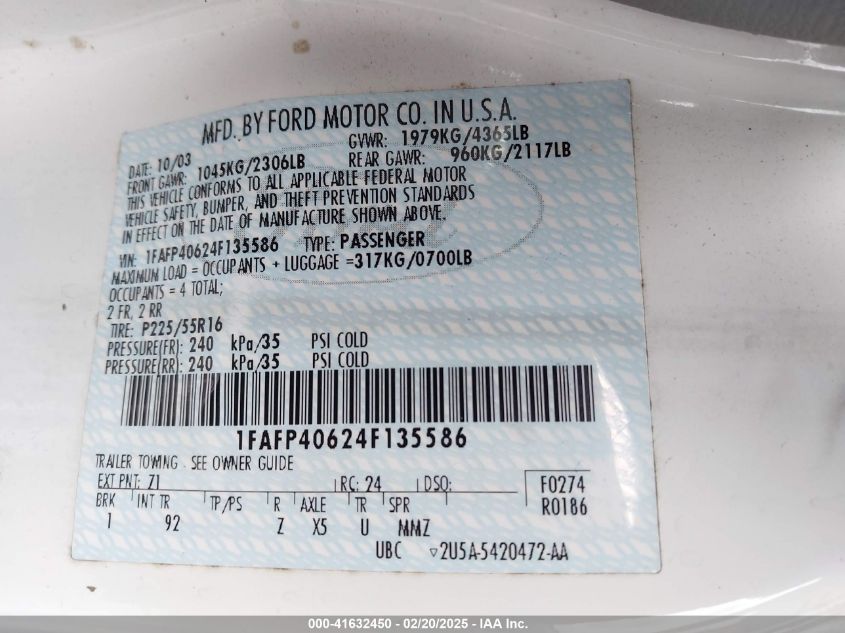 MFD. BY FORD MOTOR CO. IN U.S.A.
DATE: 10/03 GVWR: 1979KG/4365LB
FRONT GAWR: 1045KG/2306LB REAR GAWR: 960KG/2117LB
THIS VEHICLE CONFORMS TO ALL APPLICABLE FEDERAL MOTOR
VEHICLE SAFETY, BUMPER, AND THEFT PREVENTION STANDARDS
IN EFFECT ON THE DATE OF MANUFACTURE SHOWN ABOVE.
VIN: 1FAFP40624F135586 TYPE: PASSENGER
MAXIMUM LOAD = OCCUPANTS + LUGGAGE =317KG/0700LB
OCCUPANTS = 4 TOTAL;
2 FR, 2 RR
TIRE: P225/55R16
PRESSURE(FR): 240 kPa/35 PSI COLD
PRESSURE(RR): 240 kPa/35 PSI COLD
1FAFP40624F135586
TRAILER TOWING - SEE OWNER GUIDE
EXT PNT: Z1 RC: 24 DSO: F0274
BRK INT TR TP/PS R AXLE TR SPR R0186
1 92 Z X5 U MMZ
UBC ▽2U5A-5420472-AA
000-41632450 - 02/20/2025 - IAA Inc.